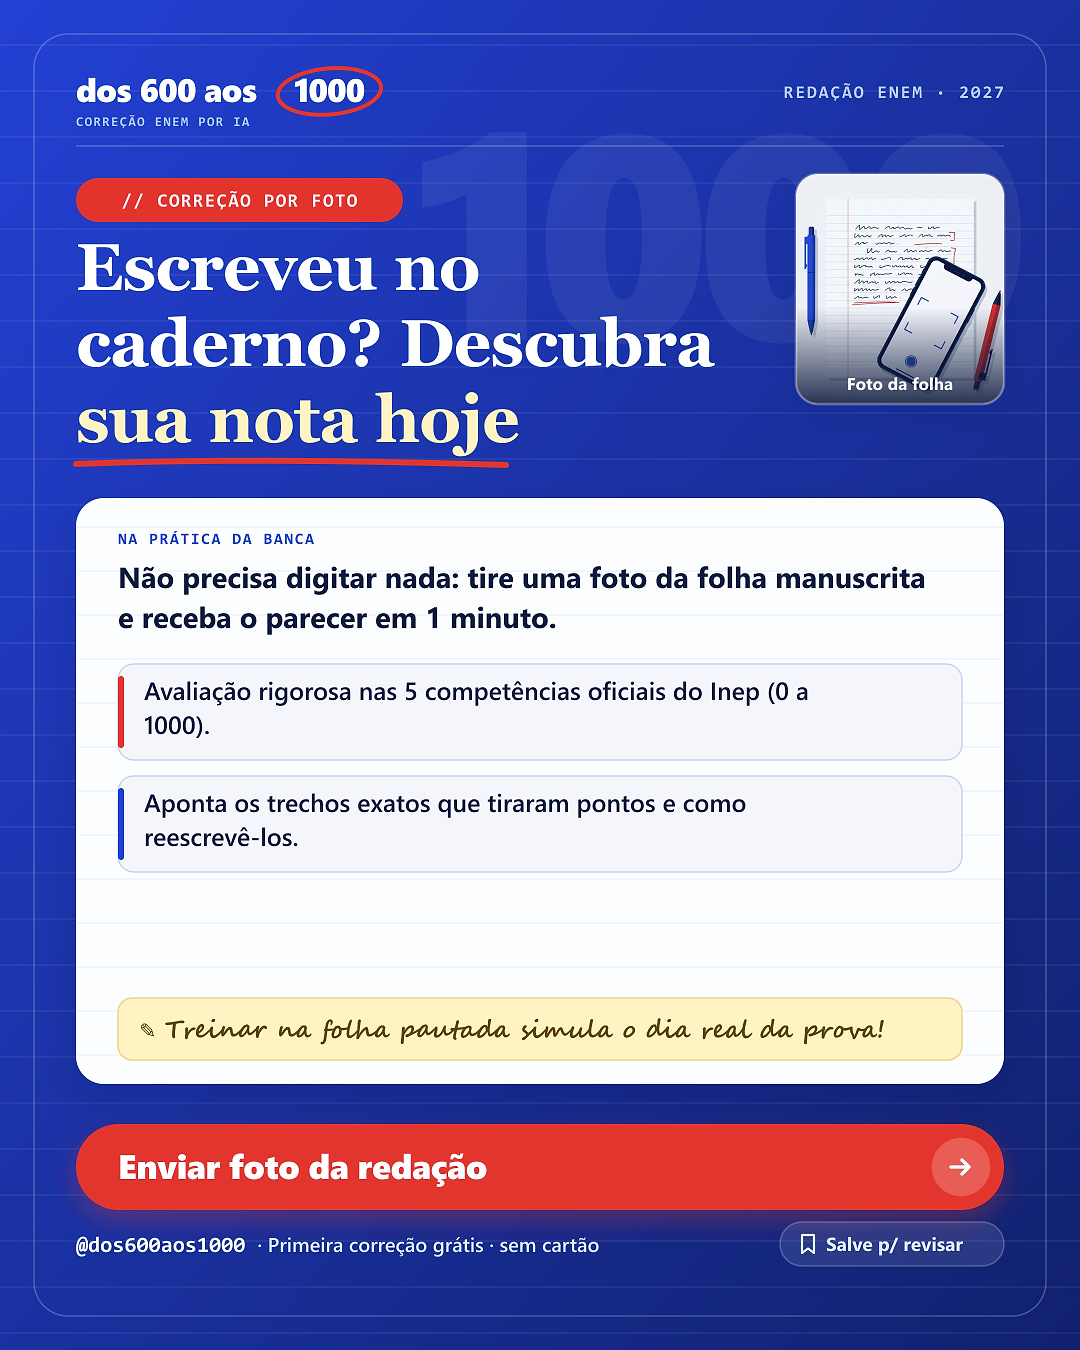 dos 600 aos 1000
CORREÇÃO ENEM POR IA
REDAÇÃO ENEM · 2027
1000
// CORREÇÃO POR FOTO
Escreveu no
caderno? Descubra
sua nota hoje
Foto da folha
NA PRÁTICA DA BANCA
Não precisa digitar nada: tire uma foto da folha manuscrita
e receba o parecer em 1 minuto.
Avaliação rigorosa nas 5 competências oficiais do Inep (0 a
1000).
Aponta os trechos exatos que tiraram pontos e como
reescrevê-los.
✎ Treinar na folha pautada simula o dia real da prova!
Enviar foto da redação →
@dos600aos1000 · Primeira correção grátis · sem cartão
Salve p/ revisar